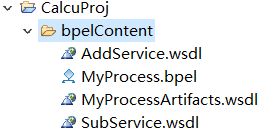 CalcuProj
bpelContent
AddService.wsdl
MyProcess.bpel
MyProcessArtifacts.wsdl
SubService.wsdl